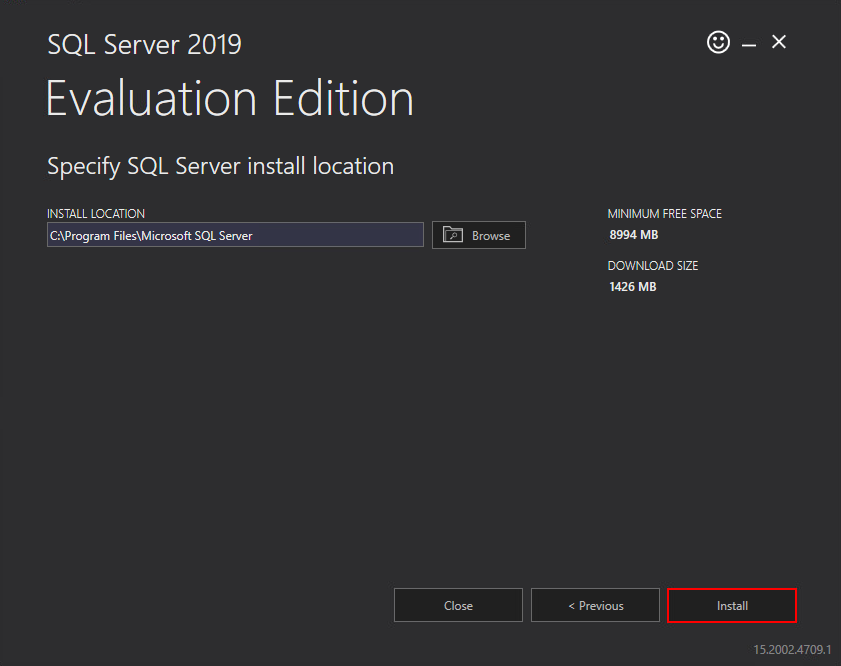 SQL Server 2019
Evaluation Edition
Specify SQL Server install location
INSTALL LOCATION
C:\Program Files\Microsoft SQL Server
Browse
MINIMUM FREE SPACE
8994 MB
DOWNLOAD SIZE
1426 MB
Close
< Previous
Install
15.2002.4709.1